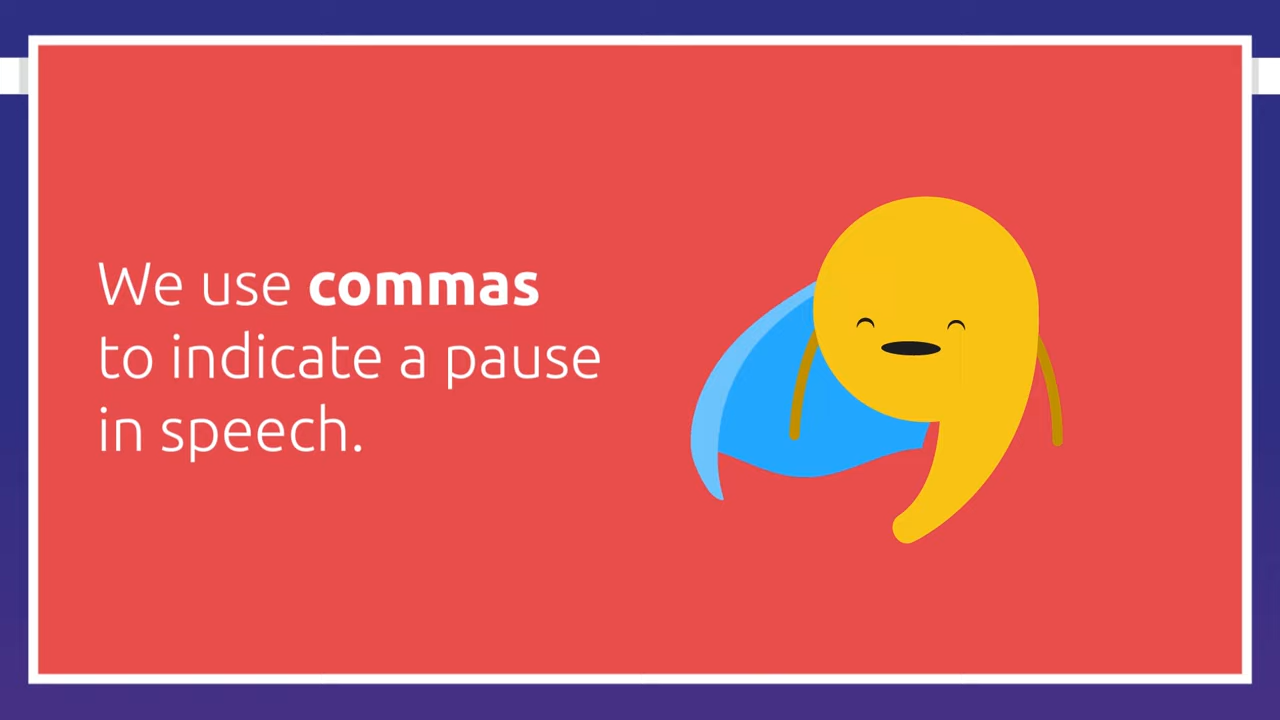 We use commas
to indicate a pause
in speech.